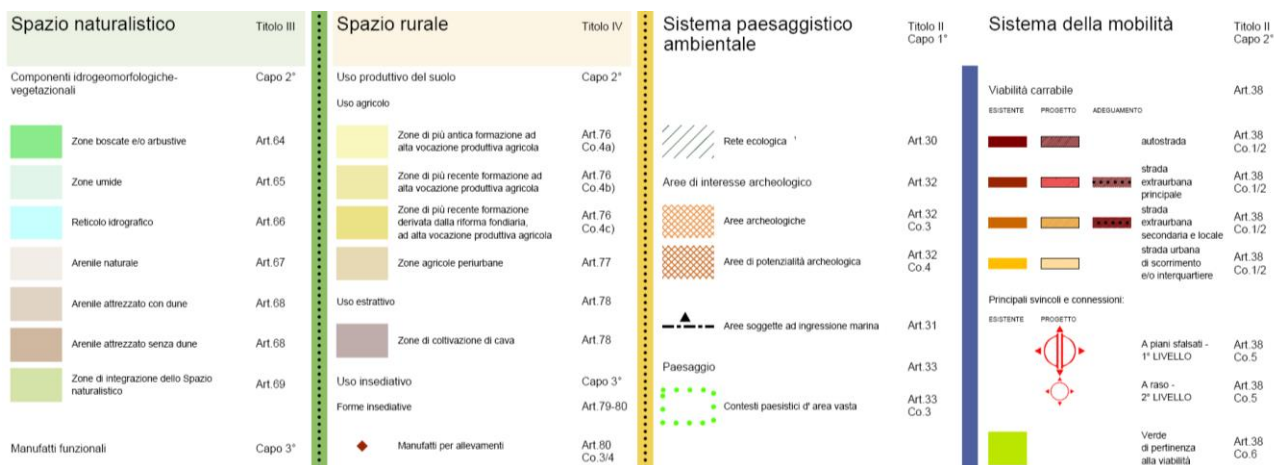 Spazio naturalistico Titolo III
Componenti idrogeomorfologiche- Capo 2°
vegetazionali
Zone boscate e/o arbustive Art.64
Zone umide Art.65
Reticolo idrografico Art.66
Arenile naturale Art.67
Arenile attrezzato con dune Art.68
Arenile attrezzato senza dune Art.68
Zone di integrazione dello Spazio Art.69
naturalistico
Manufatti funzionali Capo 3°
Spazio rurale Titolo IV
Uso produttivo del suolo Capo 2°
Uso agricolo
Zone di più antica formazione ad Art.76
alta vocazione produttiva agricola Co.4a)
Zone di più recente formazione ad Art.76
alta vocazione produttiva agricola Co.4b)
Zone di più recente formazione
derivata dalla riforma fondiaria, Art.76
ad alta vocazione produttiva agricola Co.4c)
Zone agricole periurbane Art.77
Uso estrattivo Art.78
Zone di coltivazione di cava Art.78
Uso insediativo Capo 3°
Forme insediative Art.79-80
Manufatti per allevamenti Art.80
Co.3/4
Sistema paesaggistico Titolo II
ambientale Capo 1°
Rete ecologica ' Art.30
Aree di interesse archeologico Art.32
Aree archeologiche Art.32
Co.3
Aree di potenzialità archeologica Art.32
Co.4
Aree soggette ad ingressione marina Art.31
Paesaggio Art.33
Contesti paesistici d' area vasta Art.33
Co.3
Sistema della mobilità Titolo II
Capo 2°
Viabilità carrabile Art.38
ESISTENTE PROGETTO ADEGUAMENTO
autostrada Art.38
Co.1/2
strada
extraurbana Art.38
principale Co.1/2
strada
extraurbana Art.38
secondaria e locale Co.1/2
strada urbana
di scorrimento Art.38
e/o interquartiere Co.1/2
Principali svincoli e connessioni:
ESISTENTE PROGETTO
A piani sfalsati - Art.38
1° LIVELLO Co.5
A raso - Art.38
2° LIVELLO Co.5
Verde
di pertinenza Art.38
alla viabilità Co.6